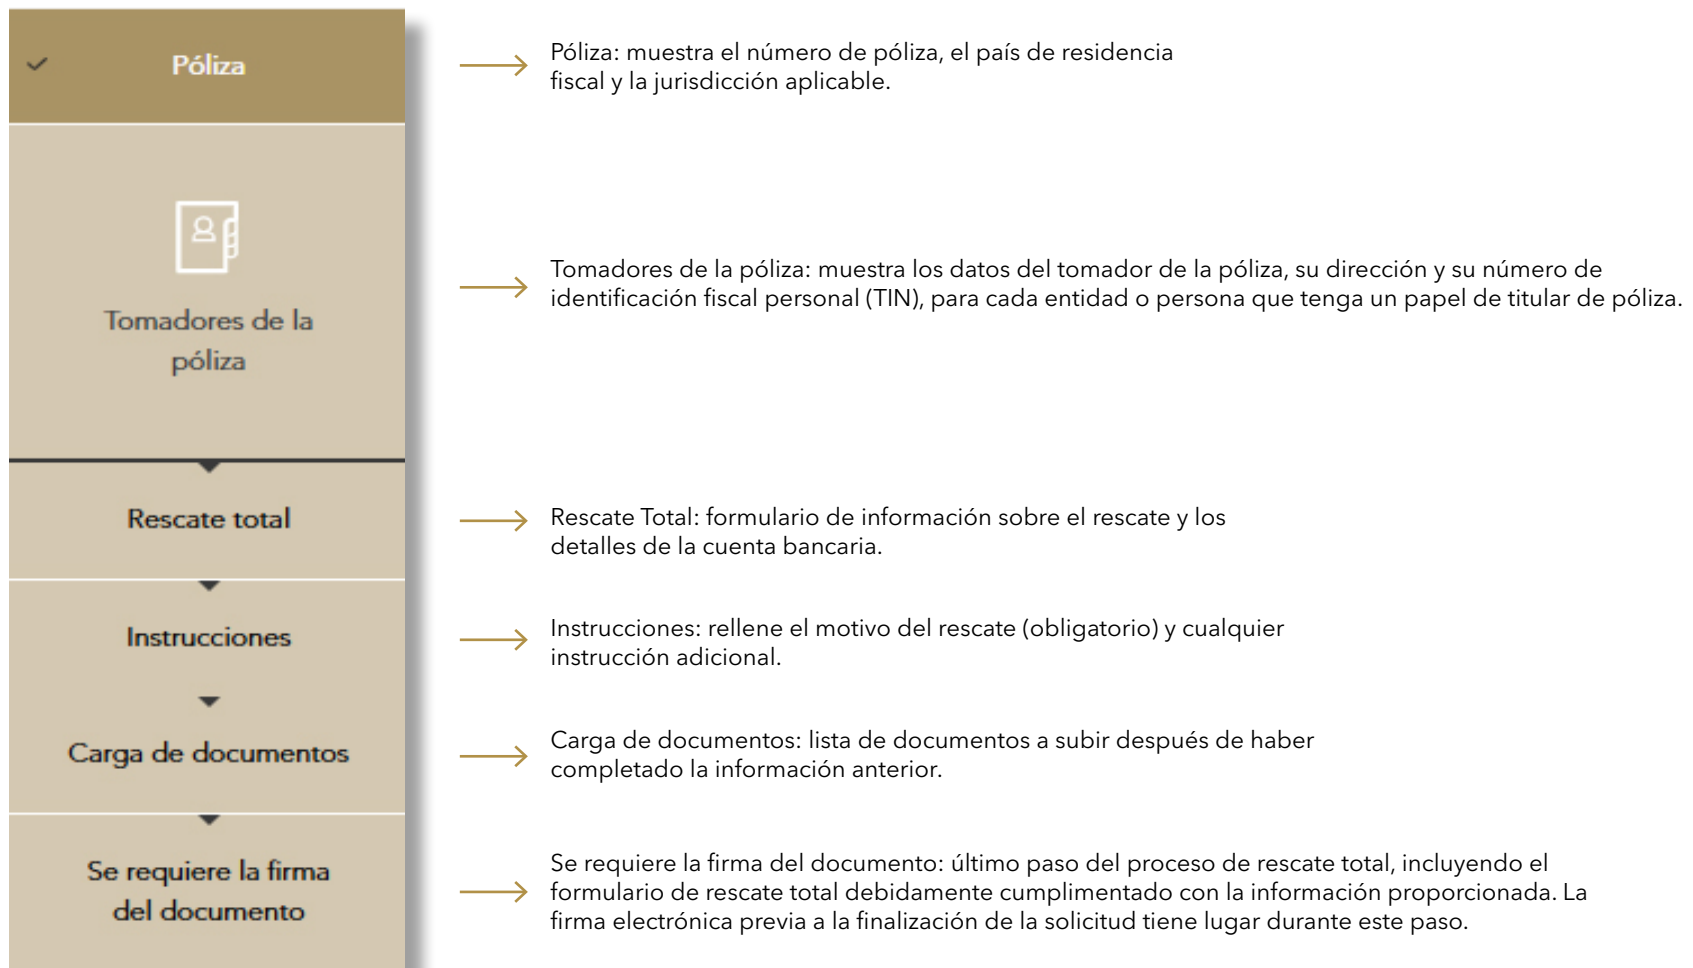 Póliza
Póliza: muestra el número de póliza, el país de residencia
fiscal y la jurisdicción aplicable.
Tomadores de la
póliza
Tomadores de la póliza: muestra los datos del tomador de la póliza, su dirección y su número de
identificación fiscal personal (TIN), para cada entidad o persona que tenga un papel de titular de póliza.
Rescate total
Rescate Total: formulario de información sobre el rescate y los
detalles de la cuenta bancaria.
Instrucciones
Instrucciones: rellene el motivo del rescate (obligatorio) y cualquier
instrucción adicional.
Carga de documentos
Carga de documentos: lista de documentos a subir después de haber
completado la información anterior.
Se requiere la firma
del documento
Se requiere la firma del documento: último paso del proceso de rescate total, incluyendo el
formulario de rescate total debidamente cumplimentado con la información proporcionada. La
firma electrónica previa a la finalización de la solicitud tiene lugar durante este paso.